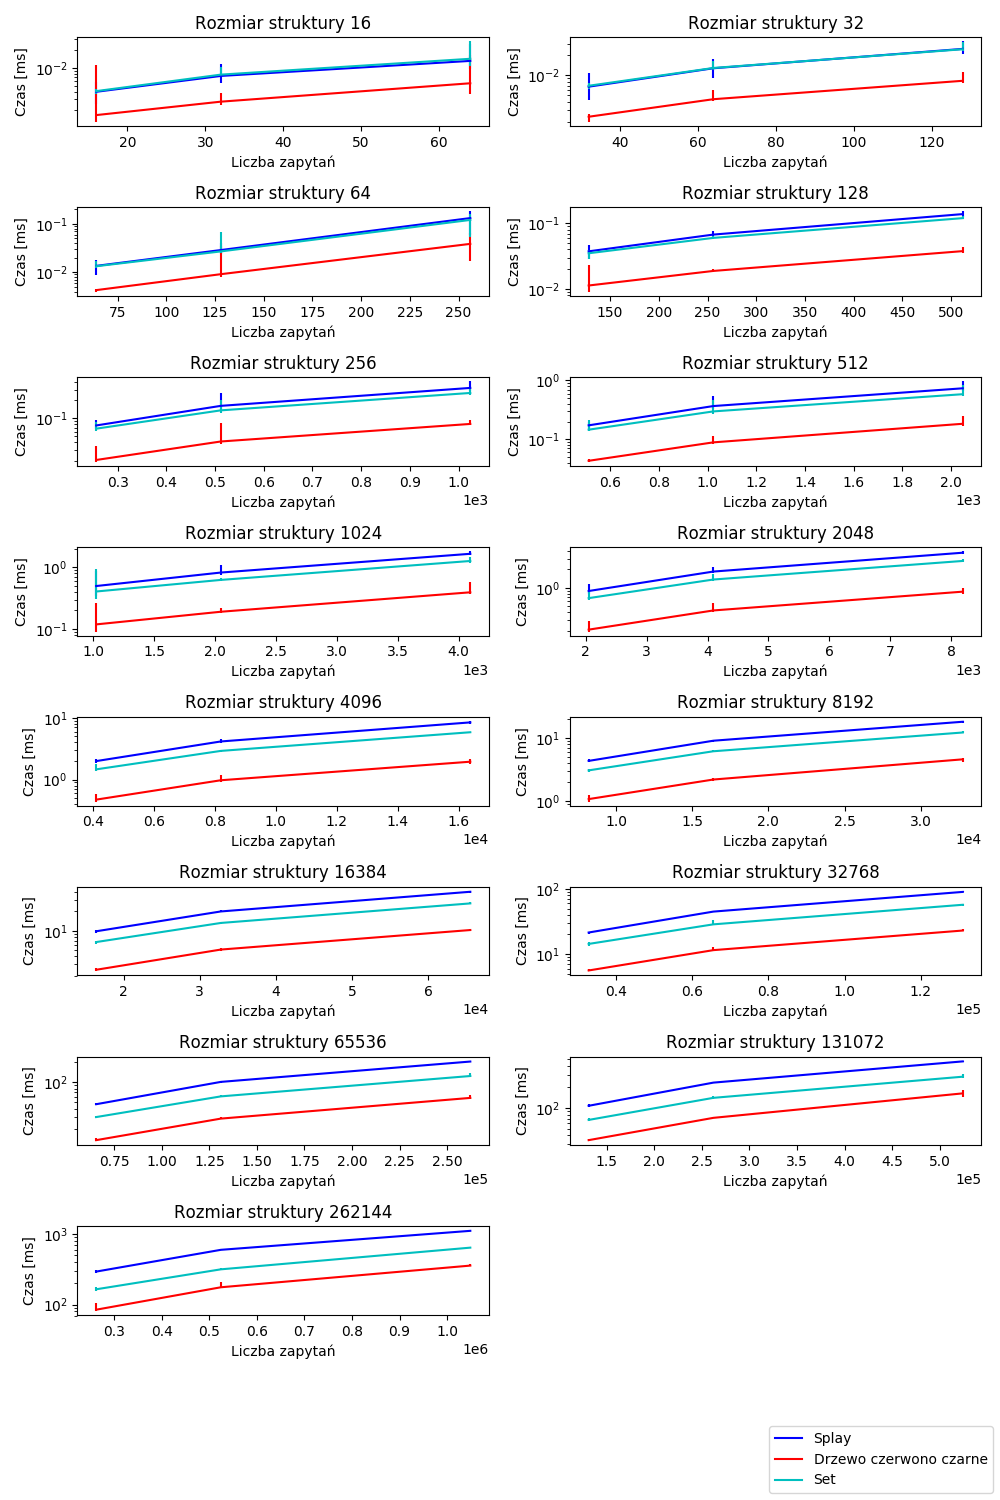 Rozmiar struktury 16
Czas [ms]
10⁻²
20 30 40 50 60
Liczba zapytań
Rozmiar struktury 32
Czas [ms]
10⁻²
40 60 80 100 120
Liczba zapytań
Rozmiar struktury 64
Czas [ms]
10⁻¹
10⁻²
75 100 125 150 175 200 225 250
Liczba zapytań
Rozmiar struktury 128
Czas [ms]
10⁻¹
10⁻²
150 200 250 300 350 400 450 500
Liczba zapytań
Rozmiar struktury 256
Czas [ms]
10⁻¹
0.3 0.4 0.5 0.6 0.7 0.8 0.9 1.0
1e3
Liczba zapytań
Rozmiar struktury 512
Czas [ms]
10⁰
10⁻¹
0.6 0.8 1.0 1.2 1.4 1.6 1.8 2.0
1e3
Liczba zapytań
Rozmiar struktury 1024
Czas [ms]
10⁰
10⁻¹
1.0 1.5 2.0 2.5 3.0 3.5 4.0
1e3
Liczba zapytań
Rozmiar struktury 2048
Czas [ms]
10⁰
2 3 4 5 6 7 8
1e3
Liczba zapytań
Rozmiar struktury 4096
Czas [ms]
10¹
10⁰
0.4 0.6 0.8 1.0 1.2 1.4 1.6
1e4
Liczba zapytań
Rozmiar struktury 8192
Czas [ms]
10¹
10⁰
1.0 1.5 2.0 2.5 3.0
1e4
Liczba zapytań
Rozmiar struktury 16384
Czas [ms]
10¹
2 3 4 5 6
1e4
Liczba zapytań
Rozmiar struktury 32768
Czas [ms]
10²
10¹
0.4 0.6 0.8 1.0 1.2
1e5
Liczba zapytań
Rozmiar struktury 65536
Czas [ms]
10²
0.75 1.00 1.25 1.50 1.75 2.00 2.25 2.50
1e5
Liczba zapytań
Rozmiar struktury 131072
Czas [ms]
10²
1.5 2.0 2.5 3.0 3.5 4.0 4.5 5.0
1e5
Liczba zapytań
Rozmiar struktury 262144
Czas [ms]
10³
10²
0.3 0.4 0.5 0.6 0.7 0.8 0.9 1.0
1e6
Liczba zapytań
Splay
Drzewo czerwono czarne
Set